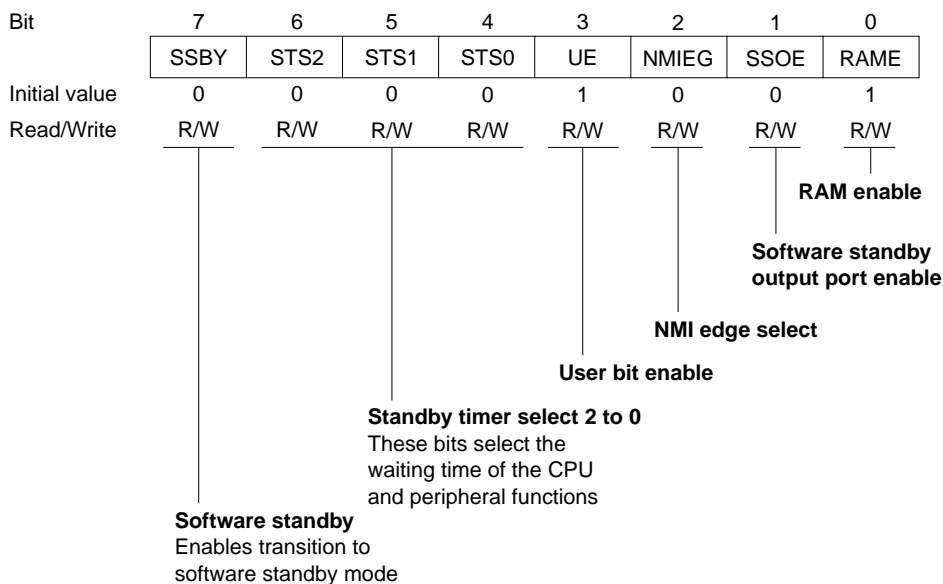 Bit 7 6 5 4 3 2 1 0
SSBY STS2 STS1 STS0 UE NMIEG SSOE RAME
Initial value 0 0 0 0 1 0 0 1
Read/Write R/W R/W R/W R/W R/W R/W R/W R/W
RAM enable
Software standby
output port enable
NMI edge select
User bit enable
Standby timer select 2 to 0
These bits select the
waiting time of the CPU
and peripheral functions
Software standby
Enables transition to
software standby mode